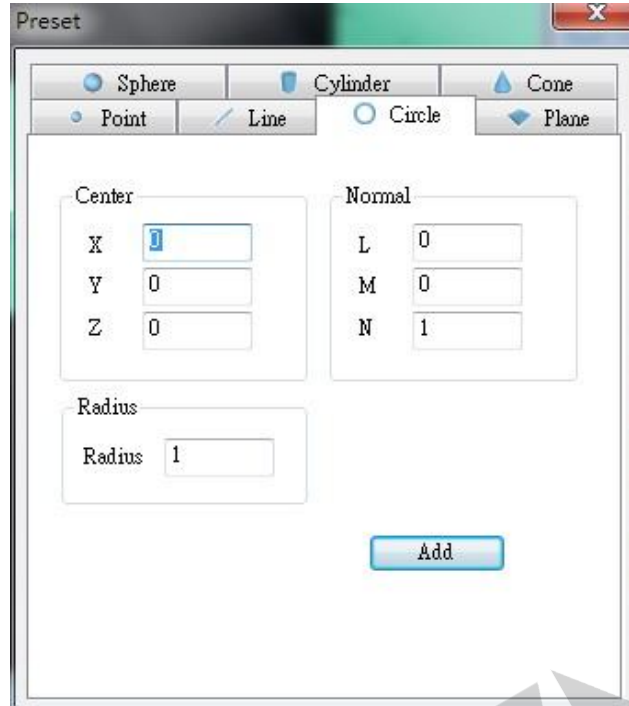 Preset
X
Sphere Cylinder Cone
Point Line Circle Plane
Center Normal
X 0 L 0
Y 0 M 0
Z 0 N 1
Radius
Radius 1
Add